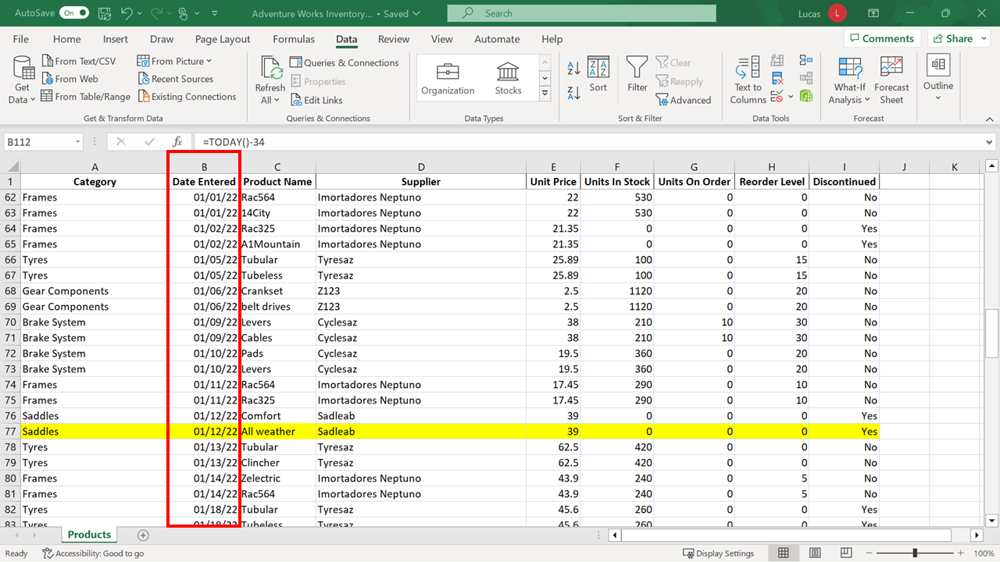 AutoSave On Adventure Works Inventory... • Saved Search Lucas L
File Home Insert Draw Page Layout Formulas Data Review View Automate Help Comments Share
Get Data From Text/CSV From Web From Table/Range From Picture Recent Sources Existing Connections Refresh All Queries & Connections Properties Edit Links Organization Stocks Sort Filter Clear Reapply Advanced Text to Columns What-If Analysis Forecast Sheet Outline
Get & Transform Data Queries & Connections Data Types Sort & Filter Data Tools Forecast
B112 fx =TODAY()-34
A B C D E F G H I J K
1 Category Date Entered Product Name Supplier Unit Price Units In Stock Units On Order Reorder Level Discontinued
62 Frames 01/01/22 Rac564 Imortadores Neptuno 22 530 0 0 No
63 Frames 01/01/22 14City Imortadores Neptuno 22 530 0 0 No
64 Frames 01/02/22 Rac325 Imortadores Neptuno 21.35 0 0 0 Yes
65 Frames 01/02/22 A1Mountain Imortadores Neptuno 21.35 0 0 0 Yes
66 Tyres 01/05/22 Tubular Tyresaz 25.89 100 0 15 No
67 Tyres 01/05/22 Tubeless Tyresaz 25.89 100 0 15 No
68 Gear Components 01/06/22 Crankset Z123 2.5 1120 0 20 No
69 Gear Components 01/06/22 belt drives Z123 2.5 1120 0 20 No
70 Brake System 01/09/22 Levers Cyclesaz 38 210 10 30 No
71 Brake System 01/09/22 Cables Cyclesaz 38 210 10 30 No
72 Brake System 01/10/22 Pads Cyclesaz 19.5 360 0 20 No
73 Brake System 01/10/22 Levers Cyclesaz 19.5 360 0 20 No
74 Frames 01/11/22 Rac564 Imortadores Neptuno 17.45 290 0 10 No
75 Frames 01/11/22 Rac325 Imortadores Neptuno 17.45 290 0 10 No
76 Saddles 01/12/22 Comfort Sadleab 39 0 0 0 Yes
77 Saddles 01/12/22 All weather Sadleab 39 0 0 0 Yes
78 Tyres 01/13/22 Tubular Tyresaz 62.5 420 0 0 No
79 Tyres 01/13/22 Clincher Tyresaz 62.5 420 0 0 No
80 Frames 01/14/22 Zelectric Imortadores Neptuno 43.9 240 0 5 No
81 Frames 01/14/22 Rac564 Imortadores Neptuno 43.9 240 0 5 No
82 Tyres 01/18/22 Tubular Tyresaz 45.6 260 0 0 Yes
83 Tyres 01/18/22 Tubeless Tyresaz 45.6 260 0 0 Yes
Products
Ready Accessibility: Good to go Display Settings 100%